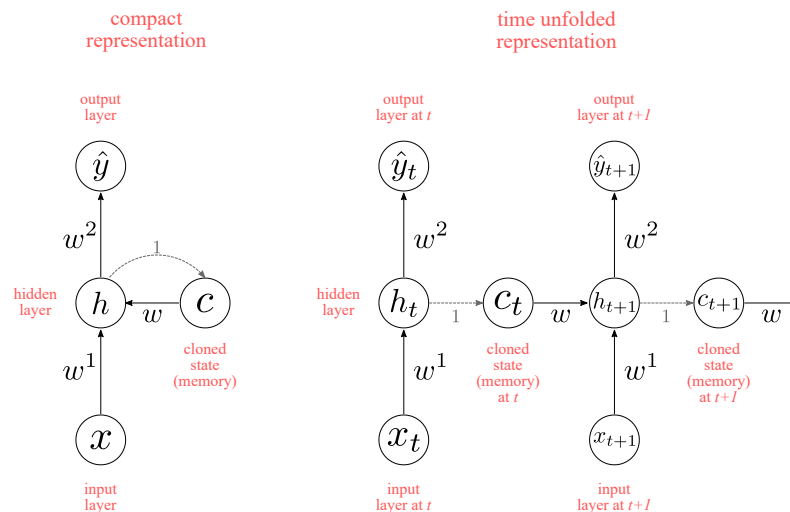 compact
representation
time unfolded
representation
output
layer
output
layer at t
output
layer at t+1
ŷ
ŷ_t
ŷ_{t+1}
w²
w²
w²
1
hidden
layer
h
w
c
hidden
layer
h_t
1
c_t
w
h_{t+1}
1
c_{t+1}
w
cloned
state
(memory)
cloned
state
(memory)
at t
cloned
state
(memory)
at t+1
w¹
w¹
w¹
x
x_t
x_{t+1}
input
layer
input
layer at t
input
layer at t+1